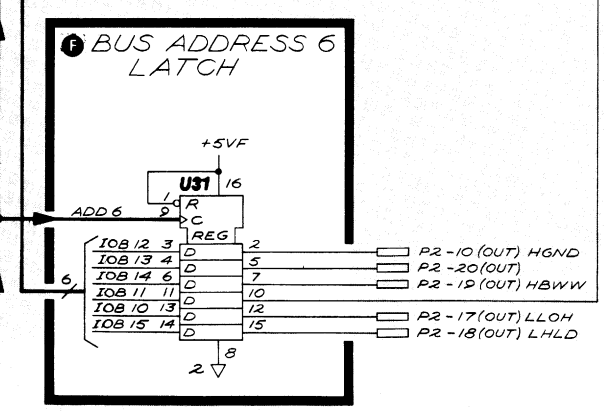 F BUS ADDRESS 6
LATCH
+5VF
U31 16
1 R
ADD 6 9 C
REG
IOB 12 3 D 2 P2-10 (OUT) HGND
IOB 13 4 D 5 P2-20 (OUT)
IOB 14 6 D 7 P2-19 (OUT) HBWW
IOB 11 11 D 10
IOB 10 13 D 12 P2-17 (OUT) LLOH
IOB 15 14 D 15 P2-18 (OUT) LHLD
6
8
2